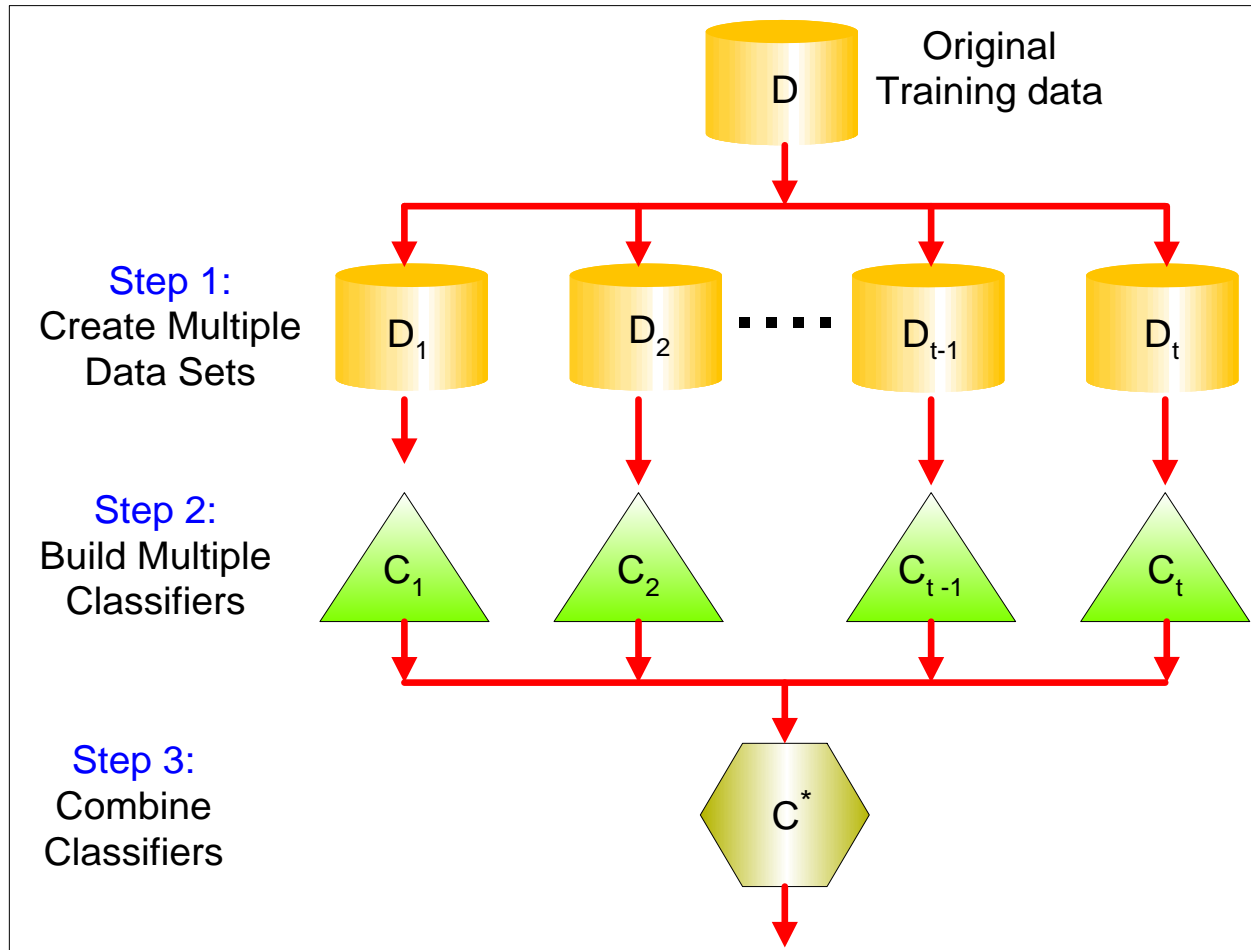 D
Original
Training data
Step 1:
Create Multiple
Data Sets
D₁
D₂
Dₜ₋₁
Dₜ
Step 2:
Build Multiple
Classifiers
C₁
C₂
Cₜ ₋₁
Cₜ
Step 3:
Combine
Classifiers
C*